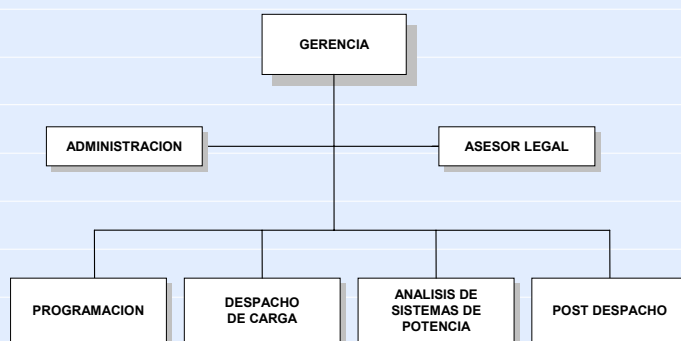 GERENCIA
ADMINISTRACION
ASESOR LEGAL
PROGRAMACION
DESPACHO
DE CARGA
ANALISIS DE
SISTEMAS DE
POTENCIA
POST DESPACHO